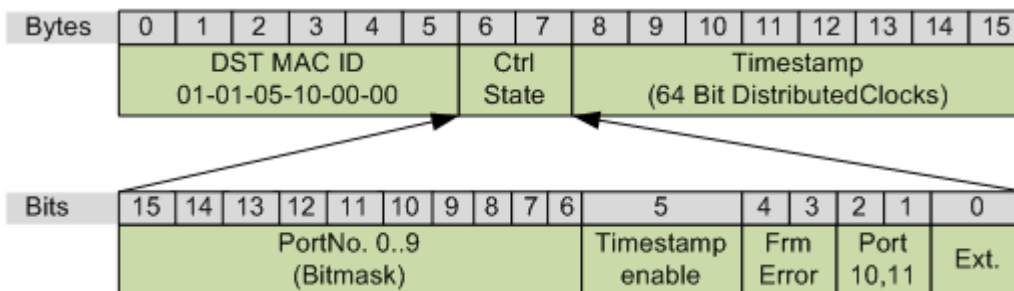 Bytes 0 1 2 3 4 5 6 7 8 9 10 11 12 13 14 15
DST MAC ID Ctrl Timestamp
01-01-05-10-00-00 State (64 Bit DistributedClocks)
Bits 15 14 13 12 11 10 9 8 7 6 5 4 3 2 1 0
PortNo. 0..9 Timestamp Frm Port Ext.
(Bitmask) enable Error 10,11